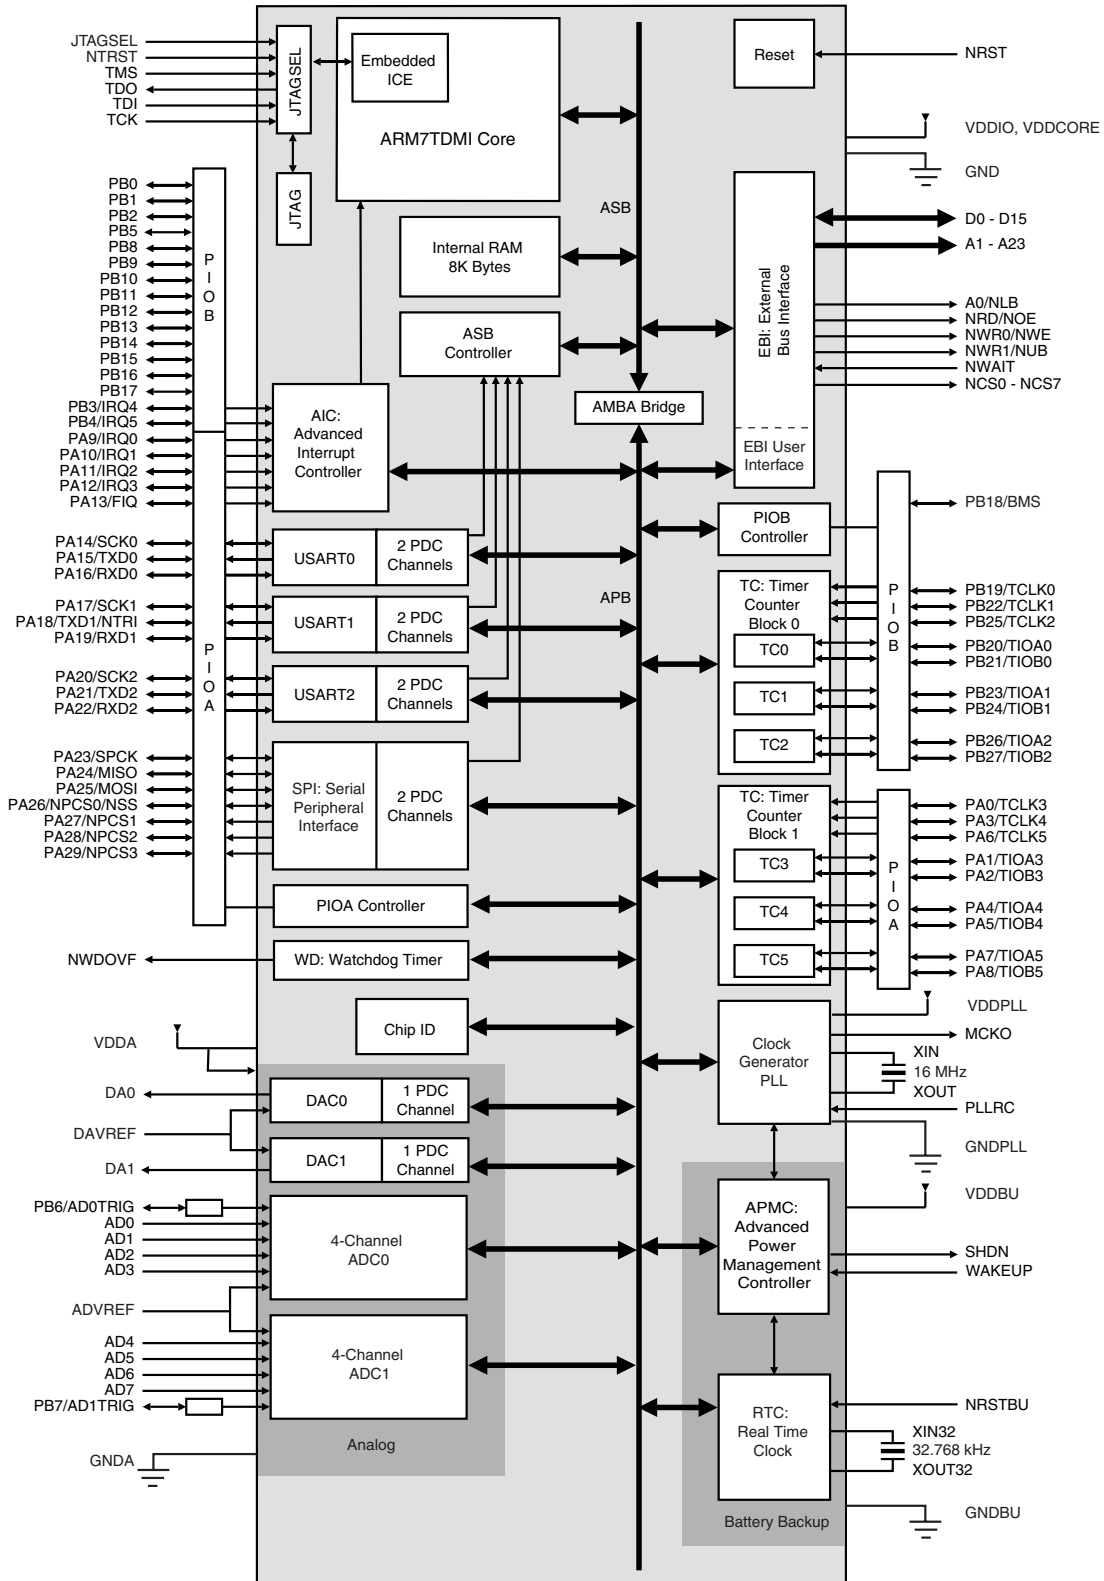 JTAGSEL
NTRST
TMS
TDO
TDI
TCK
JTAGSEL
Embedded
ICE
ARM7TDMI Core
JTAG
Reset
NRST
VDDIO, VDDCORE
GND
PB0
PB1
PB2
PB5
PB8
PB9
PB10
PB11
PB12
PB13
PB14
PB15
PB16
PB17
PB3/IRQ4
PB4/IRQ5
PA9/IRQ0
PA10/IRQ1
PA11/IRQ2
PA12/IRQ3
PA13/FIQ
P
I
O
B
ASB
Internal RAM
8K Bytes
ASB
Controller
AIC:
Advanced
Interrupt
Controller
AMBA Bridge
EBI: External
Bus Interface
EBI User
Interface
D0 - D15
A1 - A23
A0/NLB
NRD/NOE
NWR0/NWE
NWR1/NUB
NWAIT
NCS0 - NCS7
PA14/SCK0
PA15/TXD0
PA16/RXD0
USART0
2 PDC
Channels
PA17/SCK1
PA18/TXD1/NTRI
PA19/RXD1
USART1
2 PDC
Channels
APB
PA20/SCK2
PA21/TXD2
PA22/RXD2
P
I
O
A
USART2
2 PDC
Channels
PA23/SPCK
PA24/MISO
PA25/MOSI
PA26/NPCS0/NSS
PA27/NPCS1
PA28/NPCS2
PA29/NPCS3
SPI: Serial
Peripheral
Interface
2 PDC
Channels
PIOA Controller
NWDOVF
WD: Watchdog Timer
Chip ID
PIOB
Controller
PB18/BMS
TC: Timer
Counter
Block 0
TC0
TC1
TC2
P
I
O
B
PB19/TCLK0
PB22/TCLK1
PB25/TCLK2
PB20/TIOA0
PB21/TIOB0
PB23/TIOA1
PB24/TIOB1
PB26/TIOA2
PB27/TIOB2
TC: Timer
Counter
Block 1
TC3
TC4
TC5
P
I
O
A
PA0/TCLK3
PA3/TCLK4
PA6/TCLK5
PA1/TIOA3
PA2/TIOB3
PA4/TIOA4
PA5/TIOB4
PA7/TIOA5
PA8/TIOB5
VDDA
DA0
DAVREF
DA1
DAC0
1 PDC
Channel
DAC1
1 PDC
Channel
PB6/AD0TRIG
AD0
AD1
AD2
AD3
4-Channel
ADC0
ADVREF
AD4
AD5
AD6
AD7
PB7/AD1TRIG
4-Channel
ADC1
Analog
GNDA
Clock
Generator
PLL
VDDPLL
MCKO
XIN
16 MHz
XOUT
PLLRC
GNDPLL
VDDBU
APMC:
Advanced
Power
Management
Controller
SHDN
WAKEUP
RTC:
Real Time
Clock
NRSTBU
XIN32
32.768 kHz
XOUT32
Battery Backup
GNDBU